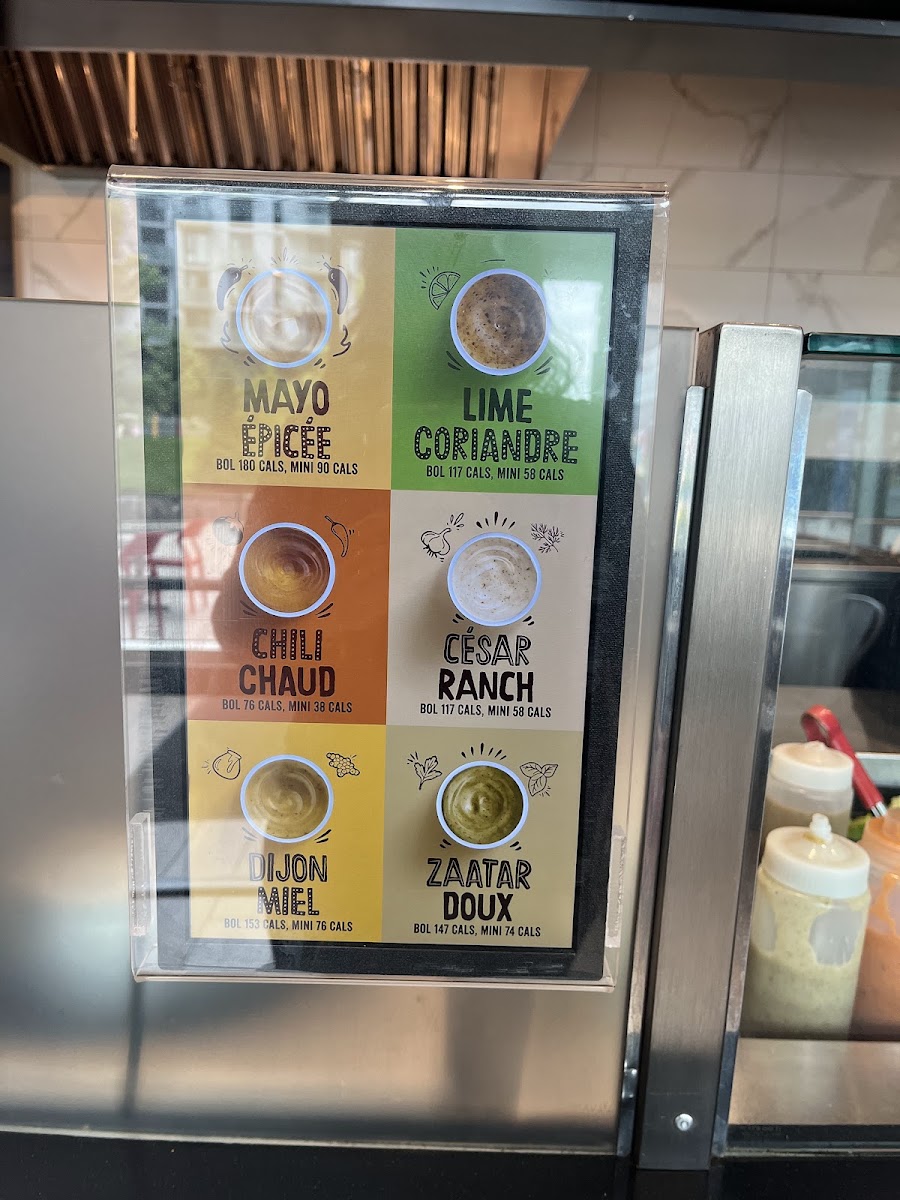 MAYO
ÉPICÉE
BOL 180 CALS, MINI 90 CALS
LIME
CORIANDRE
BOL 117 CALS, MINI 58 CALS
CHILI
CHAUD
BOL 76 CALS, MINI 38 CALS
CÉSAR
RANCH
BOL 117 CALS, MINI 58 CALS
DIJON
MIEL
BOL 153 CALS, MINI 76 CALS
ZAATAR
DOUX
BOL 147 CALS, MINI 74 CALS